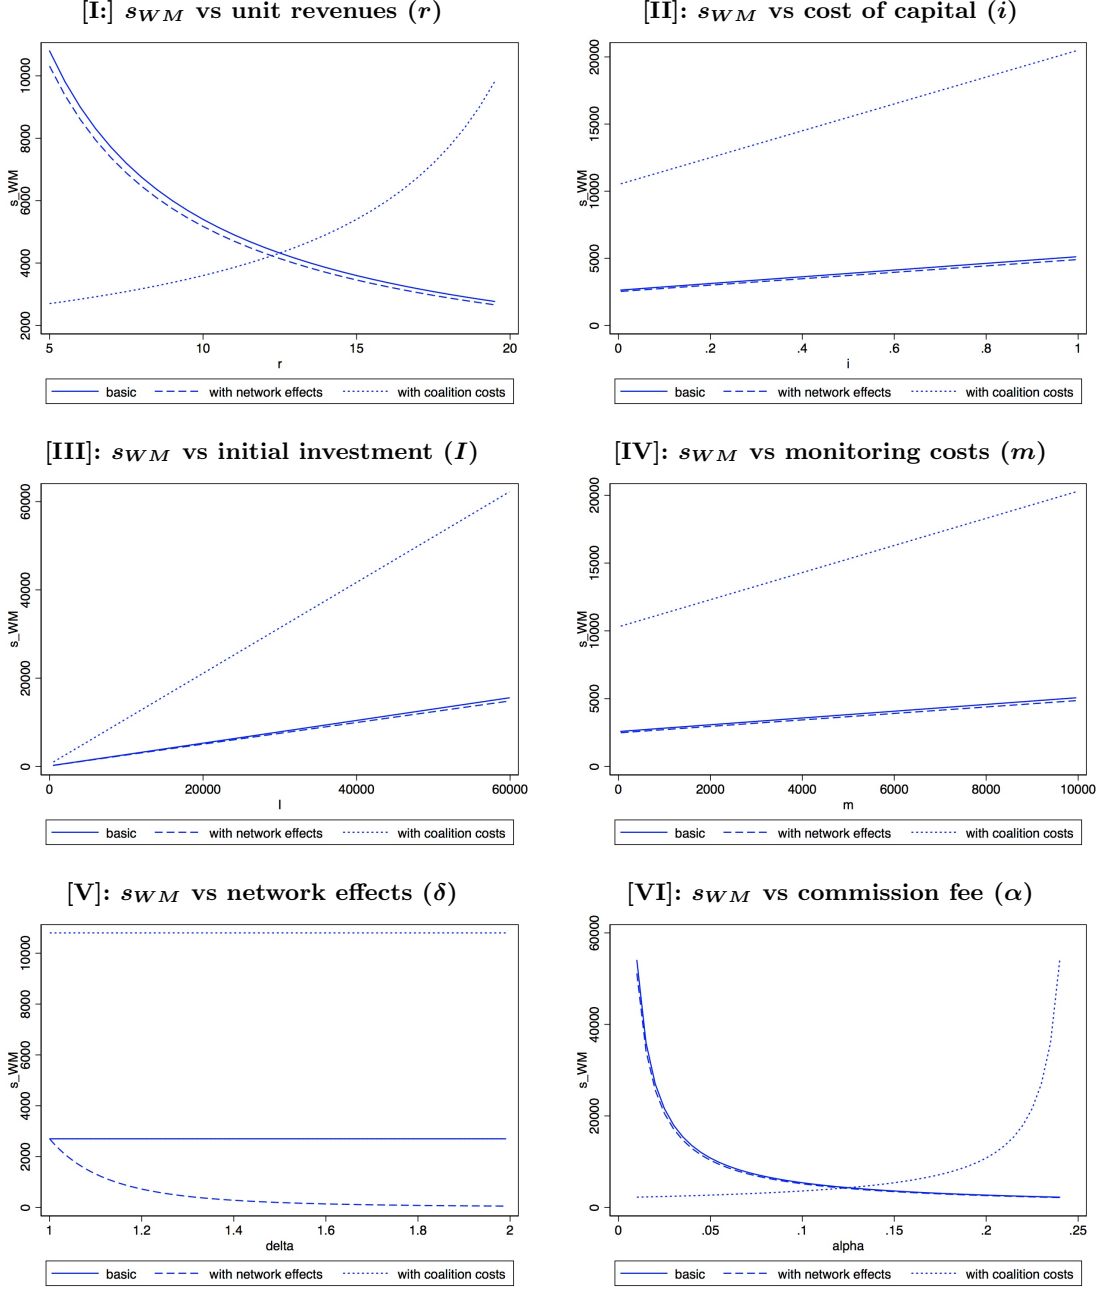 [I:] sWM vs unit revenues (r)
[II]: sWM vs cost of capital (i)
s_WM
2000 4000 6000 8000 10000
5 10 15 20
r
basic with network effects with coalition costs
s_WM
0 5000 10000 15000 20000
0 .2 .4 .6 .8 1
i
basic with network effects with coalition costs
[III]: sWM vs initial investment (I)
[IV]: sWM vs monitoring costs (m)
s_WM
0 20000 40000 60000
0 20000 40000 60000
I
basic with network effects with coalition costs
s_WM
0 5000 10000 15000 20000
0 2000 4000 6000 8000 10000
m
basic with network effects with coalition costs
[V]: sWM vs network effects (δ)
[VI]: sWM vs commission fee (α)
s_WM
0 2000 4000 6000 8000 10000
1 1.2 1.4 1.6 1.8 2
delta
basic with network effects with coalition costs
s_WM
0 20000 40000 60000
0 .05 .1 .15 .2 .25
alpha
basic with network effects with coalition costs